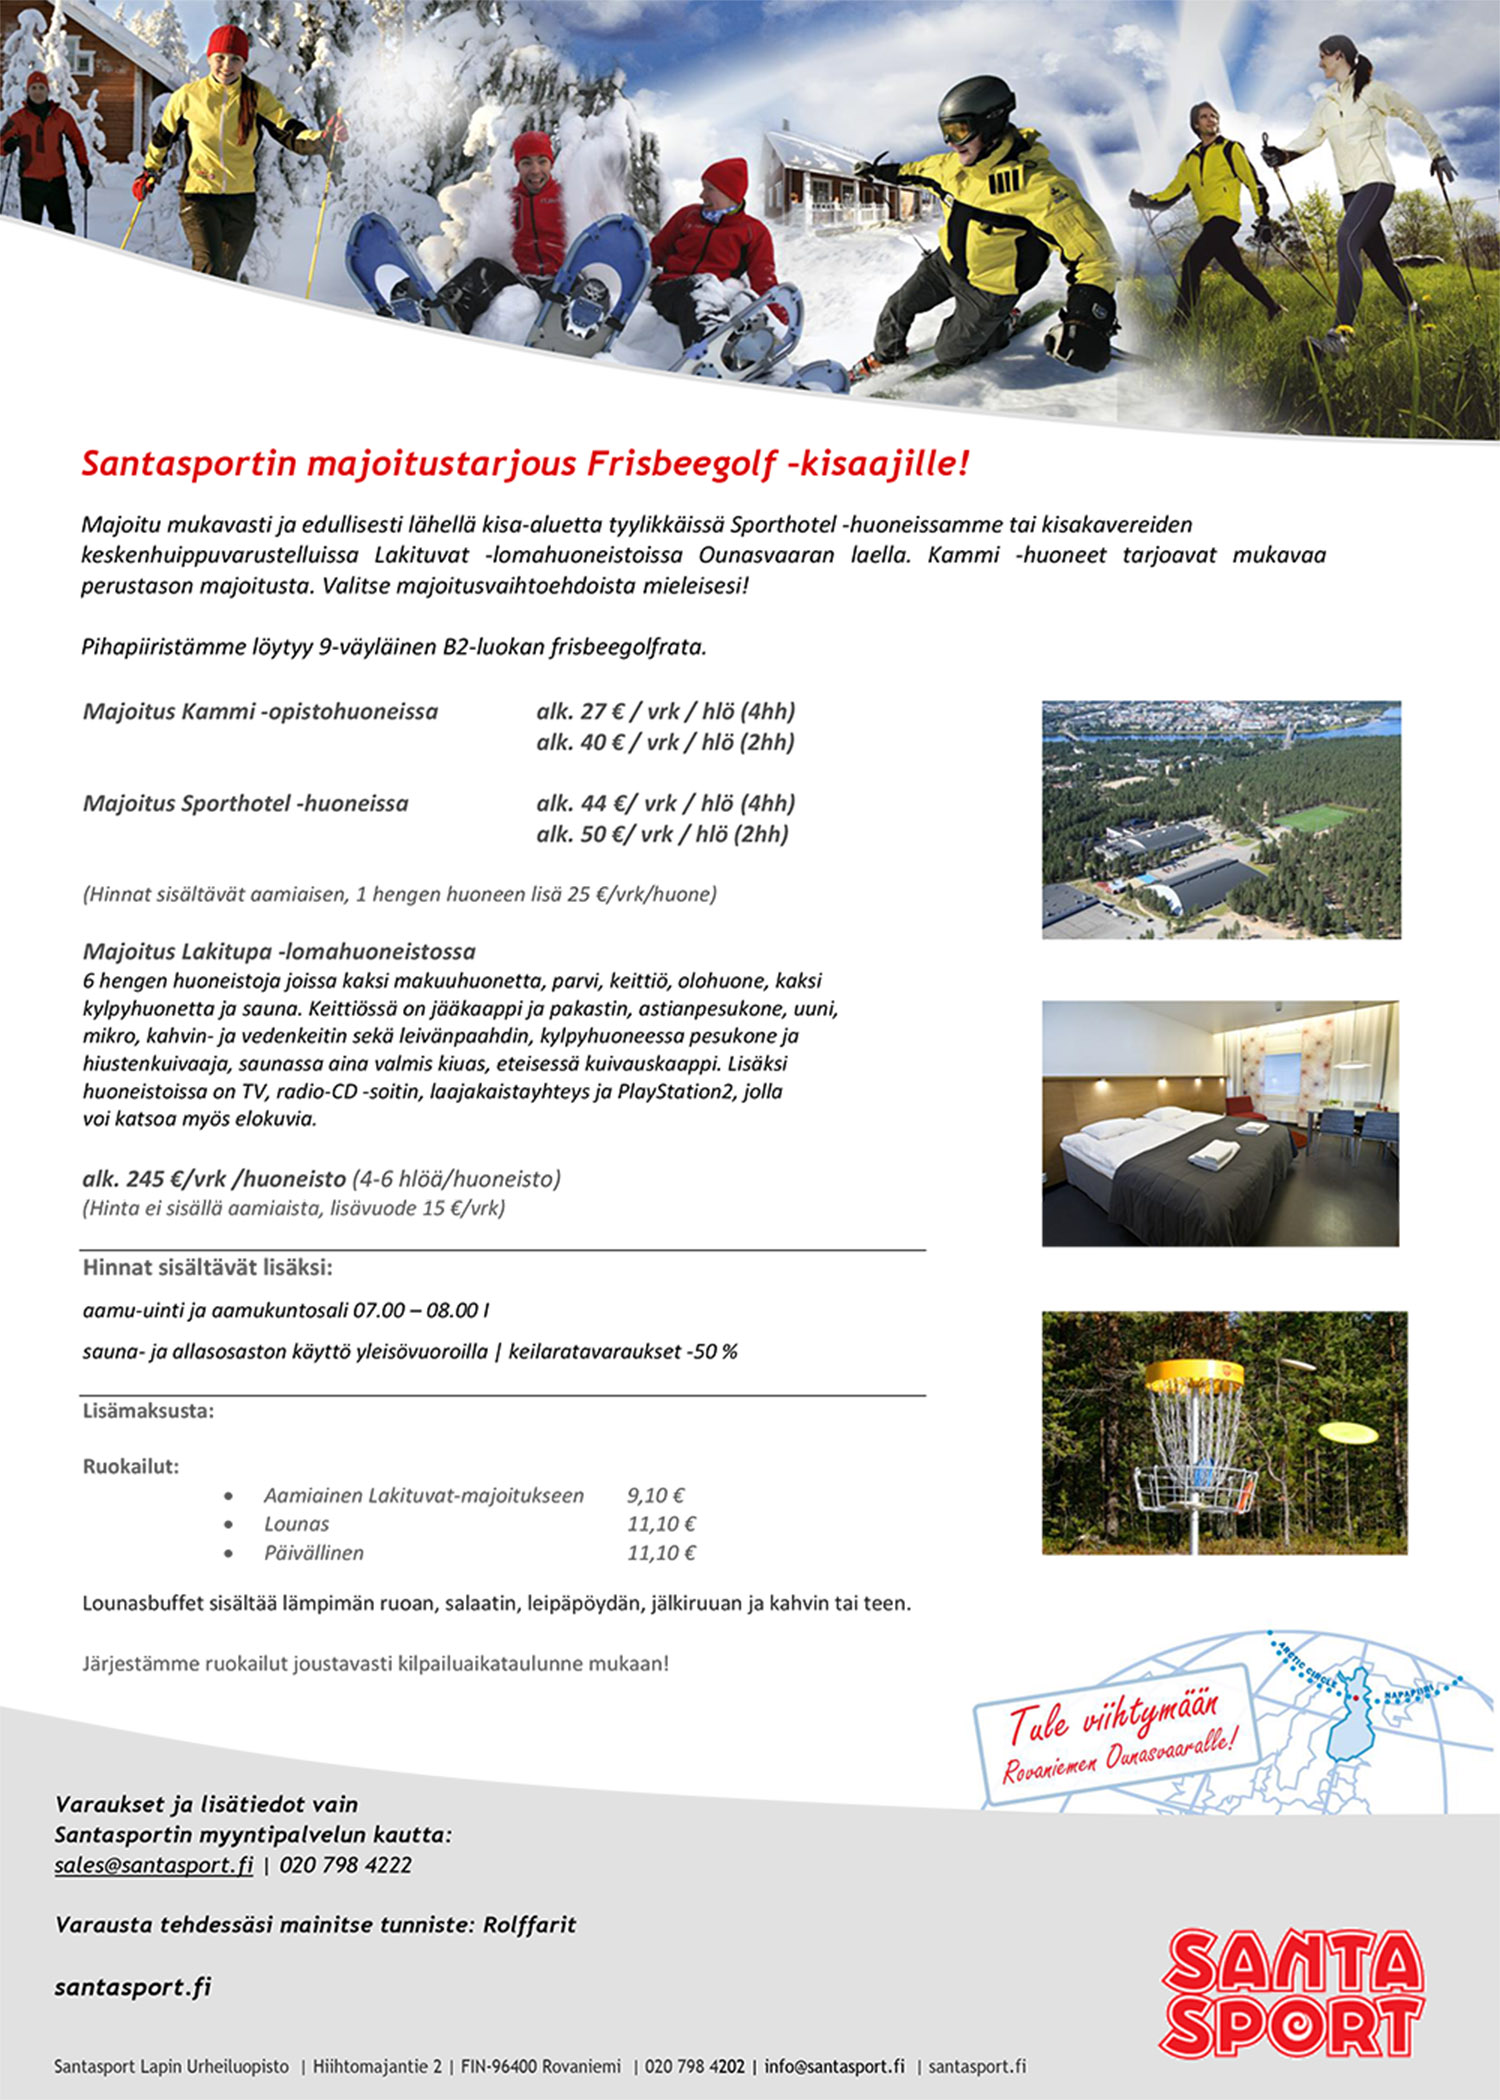 Santasportin majoitustarjous Frisbeegolf -kisaajille!
Majoitu mukavasti ja edullisesti lähellä kisa-aluetta tyylikkäissä Sporthotel -huoneissamme tai kisakavereiden
keskenhuippuvarustelluissa Lakituvat -lomahuoneistoissa Ounasvaaran laella. Kammi -huoneet tarjoavat mukavaa
perustason majoitusta. Valitse majoitusvaihtoehdoista mieleisesi!
Pihapiiristämme löytyy 9-väyläinen B2-luokan frisbeegolfrata.
Majoitus Kammi -opistohuoneissa alk. 27 € / vrk / hlö (4hh)
alk. 40 € / vrk / hlö (2hh)
Majoitus Sporthotel -huoneissa alk. 44 €/ vrk / hlö (4hh)
alk. 50 €/ vrk / hlö (2hh)
(Hinnat sisältävät aamiaisen, 1 hengen huoneen lisä 25 €/vrk/huone)
Majoitus Lakitupa -lomahuoneistossa
6 hengen huoneistoja joissa kaksi makuuhuonetta, parvi, keittiö, olohuone, kaksi
kylpyhuonetta ja sauna. Keittiössä on jääkaappi ja pakastin, astianpesukone, uuni,
mikro, kahvin- ja vedenkeitin sekä leivänpaahdin, kylpyhuoneessa pesukone ja
hiustenkuivaaja, saunassa aina valmis kiuas, eteisessä kuivauskaappi. Lisäksi
huoneistoissa on TV, radio-CD -soitin, laajakaistayhteys ja PlayStation2, jolla
voi katsoa myös elokuvia.
alk. 245 €/vrk /huoneisto (4-6 hlöä/huoneisto)
(Hinta ei sisällä aamiaista, lisävuode 15 €/vrk)
Hinnat sisältävät lisäksi:
aamu-uinti ja aamukuntosali 07.00 – 08.00 I
sauna- ja allasosaston käyttö yleisövuoroilla | keilaratavaraukset -50 %
Lisämaksusta:
Ruokailut:
• Aamiainen Lakituvat-majoitukseen 9,10 €
• Lounas 11,10 €
• Päivällinen 11,10 €
Lounasbuffet sisältää lämpimän ruoan, salaatin, leipäpöydän, jälkiruuan ja kahvin tai teen.
Järjestämme ruokailut joustavasti kilpailuaikataulunne mukaan!
ARCTIC CIRCLE
NAPAPIIRI
Tule viihtymään
Rovaniemen Ounasvaaralle!
Varaukset ja lisätiedot vain
Santasportin myyntipalvelun kautta:
sales@santasport.fi | 020 798 4222
Varausta tehdessäsi mainitse tunniste: Rolffarit
santasport.fi
SANTA
SPORT
Santasport Lapin Urheiluopisto | Hiihtomajantie 2 | FIN-96400 Rovaniemi | 020 798 4202 | info@santasport.fi | santasport.fi